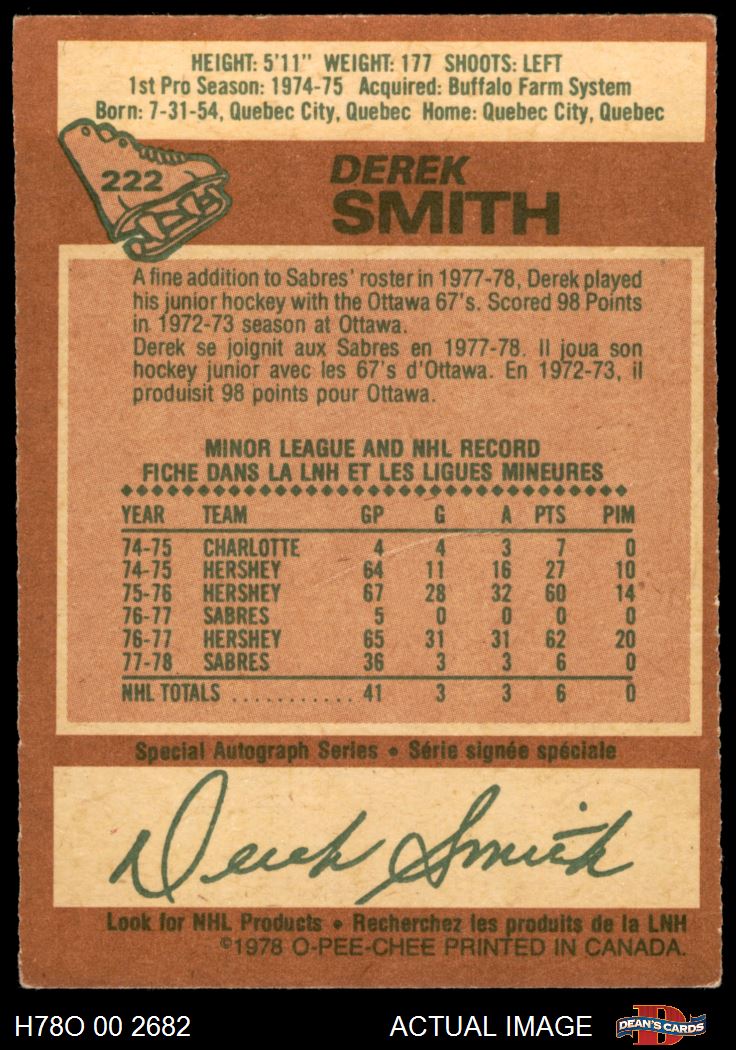 HEIGHT: 5'11" WEIGHT: 177 SHOOTS: LEFT
1st Pro Season: 1974-75 Acquired: Buffalo Farm System
Born: 7-31-54, Quebec City, Quebec Home: Quebec City, Quebec
222
DEREK
SMITH
A fine addition to Sabres' roster in 1977-78, Derek played
his junior hockey with the Ottawa 67's. Scored 98 Points
in 1972-73 season at Ottawa.
Derek se joignit aux Sabres en 1977-78. Il joua son
hockey junior avec les 67's d'Ottawa. En 1972-73, il
produisit 98 points pour Ottawa.
MINOR LEAGUE AND NHL RECORD
FICHE DANS LA LNH ET LES LIGUES MINEURES
YEAR TEAM GP G A PTS PIM
74-75 CHARLOTTE 4 4 3 7 0
74-75 HERSHEY 64 11 16 27 10
75-76 HERSHEY 67 28 32 60 14
76-77 SABRES 5 0 0 0 0
76-77 HERSHEY 65 31 31 62 20
77-78 SABRES 36 3 3 6 0
NHL TOTALS ............ 41 3 3 6 0
Special Autograph Series • Série signée spéciale
Derek Smith
Look for NHL Products • Recherchez les produits de la LNH
©1978 O-PEE-CHEE PRINTED IN CANADA.
H78O 00 2682 ACTUAL IMAGE DEAN'S CARDS